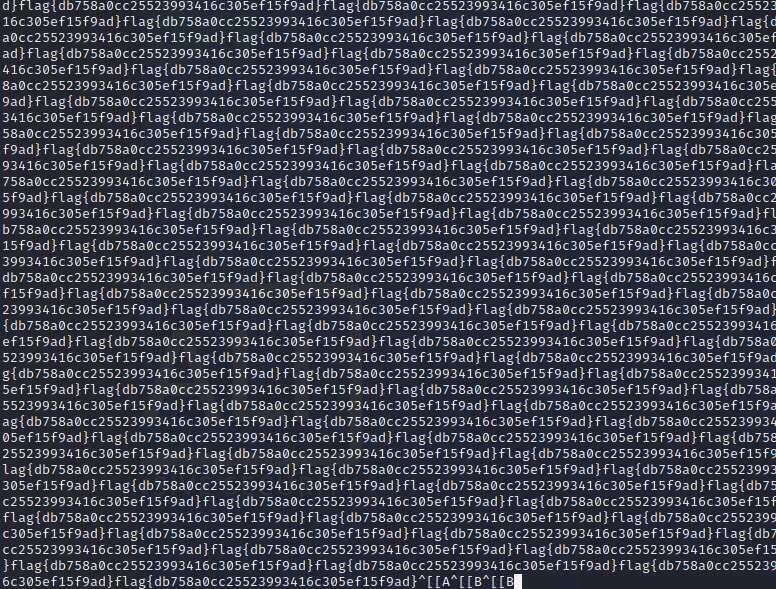 d}flag{db758a0cc25523993416c305ef15f9ad}flag{db758a0cc25523993416c305ef15f9ad}flag{db758a0cc255239934
16c305ef15f9ad}flag{db758a0cc25523993416c305ef15f9ad}flag{db758a0cc25523993416c305ef15f9ad}flag{db758
a0cc25523993416c305ef15f9ad}flag{db758a0cc25523993416c305ef15f9ad}flag{db758a0cc25523993416c305ef15f9
ad}flag{db758a0cc25523993416c305ef15f9ad}flag{db758a0cc25523993416c305ef15f9ad}flag{db758a0cc25523993
416c305ef15f9ad}flag{db758a0cc25523993416c305ef15f9ad}flag{db758a0cc25523993416c305ef15f9ad}flag{db75
8a0cc25523993416c305ef15f9ad}flag{db758a0cc25523993416c305ef15f9ad}flag{db758a0cc25523993416c305ef15f
9ad}flag{db758a0cc25523993416c305ef15f9ad}flag{db758a0cc25523993416c305ef15f9ad}flag{db758a0cc2552399
3416c305ef15f9ad}flag{db758a0cc25523993416c305ef15f9ad}flag{db758a0cc25523993416c305ef15f9ad}flag{db7
58a0cc25523993416c305ef15f9ad}flag{db758a0cc25523993416c305ef15f9ad}flag{db758a0cc25523993416c305ef15
f9ad}flag{db758a0cc25523993416c305ef15f9ad}flag{db758a0cc25523993416c305ef15f9ad}flag{db758a0cc255239
93416c305ef15f9ad}flag{db758a0cc25523993416c305ef15f9ad}flag{db758a0cc25523993416c305ef15f9ad}flag{db
758a0cc25523993416c305ef15f9ad}flag{db758a0cc25523993416c305ef15f9ad}flag{db758a0cc25523993416c305ef1
5f9ad}flag{db758a0cc25523993416c305ef15f9ad}flag{db758a0cc25523993416c305ef15f9ad}flag{db758a0cc25523
993416c305ef15f9ad}flag{db758a0cc25523993416c305ef15f9ad}flag{db758a0cc25523993416c305ef15f9ad}flag{d
b758a0cc25523993416c305ef15f9ad}flag{db758a0cc25523993416c305ef15f9ad}flag{db758a0cc25523993416c305ef
15f9ad}flag{db758a0cc25523993416c305ef15f9ad}flag{db758a0cc25523993416c305ef15f9ad}flag{db758a0cc2552
3993416c305ef15f9ad}flag{db758a0cc25523993416c305ef15f9ad}flag{db758a0cc25523993416c305ef15f9ad}flag{
db758a0cc25523993416c305ef15f9ad}flag{db758a0cc25523993416c305ef15f9ad}flag{db758a0cc25523993416c305e
f15f9ad}flag{db758a0cc25523993416c305ef15f9ad}flag{db758a0cc25523993416c305ef15f9ad}flag{db758a0cc255
23993416c305ef15f9ad}flag{db758a0cc25523993416c305ef15f9ad}flag{db758a0cc25523993416c305ef15f9ad}flag
{db758a0cc25523993416c305ef15f9ad}flag{db758a0cc25523993416c305ef15f9ad}flag{db758a0cc25523993416c305
ef15f9ad}flag{db758a0cc25523993416c305ef15f9ad}flag{db758a0cc25523993416c305ef15f9ad}flag{db758a0cc25
523993416c305ef15f9ad}flag{db758a0cc25523993416c305ef15f9ad}flag{db758a0cc25523993416c305ef15f9ad}fla
g{db758a0cc25523993416c305ef15f9ad}flag{db758a0cc25523993416c305ef15f9ad}flag{db758a0cc25523993416c30
5ef15f9ad}flag{db758a0cc25523993416c305ef15f9ad}flag{db758a0cc25523993416c305ef15f9ad}flag{db758a0cc2
5523993416c305ef15f9ad}flag{db758a0cc25523993416c305ef15f9ad}flag{db758a0cc25523993416c305ef15f9ad}fl
ag{db758a0cc25523993416c305ef15f9ad}flag{db758a0cc25523993416c305ef15f9ad}flag{db758a0cc25523993416c3
05ef15f9ad}flag{db758a0cc25523993416c305ef15f9ad}flag{db758a0cc25523993416c305ef15f9ad}flag{db758a0cc
25523993416c305ef15f9ad}flag{db758a0cc25523993416c305ef15f9ad}flag{db758a0cc25523993416c305ef15f9ad}f
lag{db758a0cc25523993416c305ef15f9ad}flag{db758a0cc25523993416c305ef15f9ad}flag{db758a0cc25523993416c
305ef15f9ad}flag{db758a0cc25523993416c305ef15f9ad}flag{db758a0cc25523993416c305ef15f9ad}flag{db758a0c
c25523993416c305ef15f9ad}flag{db758a0cc25523993416c305ef15f9ad}flag{db758a0cc25523993416c305ef15f9ad}
flag{db758a0cc25523993416c305ef15f9ad}flag{db758a0cc25523993416c305ef15f9ad}flag{db758a0cc25523993416
c305ef15f9ad}flag{db758a0cc25523993416c305ef15f9ad}flag{db758a0cc25523993416c305ef15f9ad}flag{db758a0
cc25523993416c305ef15f9ad}flag{db758a0cc25523993416c305ef15f9ad}flag{db758a0cc25523993416c305ef15f9ad
}flag{db758a0cc25523993416c305ef15f9ad}flag{db758a0cc25523993416c305ef15f9ad}flag{db758a0cc2552399341
6c305ef15f9ad}flag{db758a0cc25523993416c305ef15f9ad}^[[A^[[B^[[B